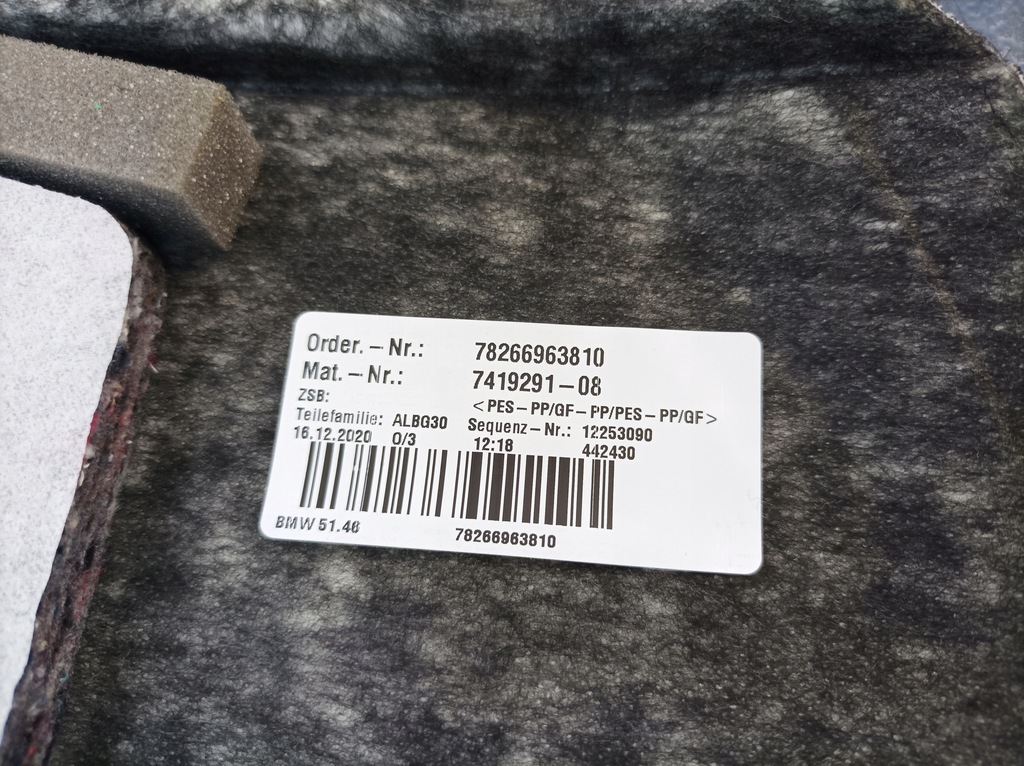 Order. – Nr.: 78266963810
Mat. – Nr.: 7419291–08
ZSB: <PES–PP/GF–PP/PES–PP/GF>
Teilefamilie: ALBG30 Sequenz–Nr.: 12253090
16.12.2020 0/3 12:18 442430
BMW 51.46 78266963810